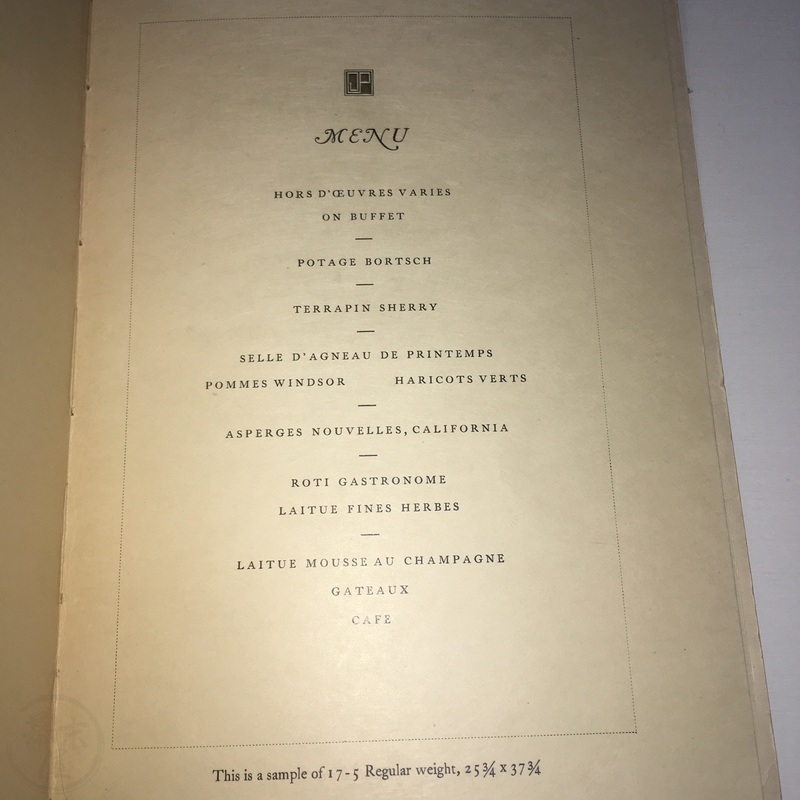 JP
MENU
HORS D'ŒUVRES VARIES
ON BUFFET
POTAGE BORTSCH
TERRAPIN SHERRY
SELLE D'AGNEAU DE PRINTEMPS
POMMES WINDSOR HARICOTS VERTS
ASPERGES NOUVELLES, CALIFORNIA
ROTI GASTRONOME
LAITUE FINES HERBES
LAITUE MOUSSE AU CHAMPAGNE
GATEAUX
CAFE
This is a sample of 17-5 Regular weight, 25¾ x 37¾